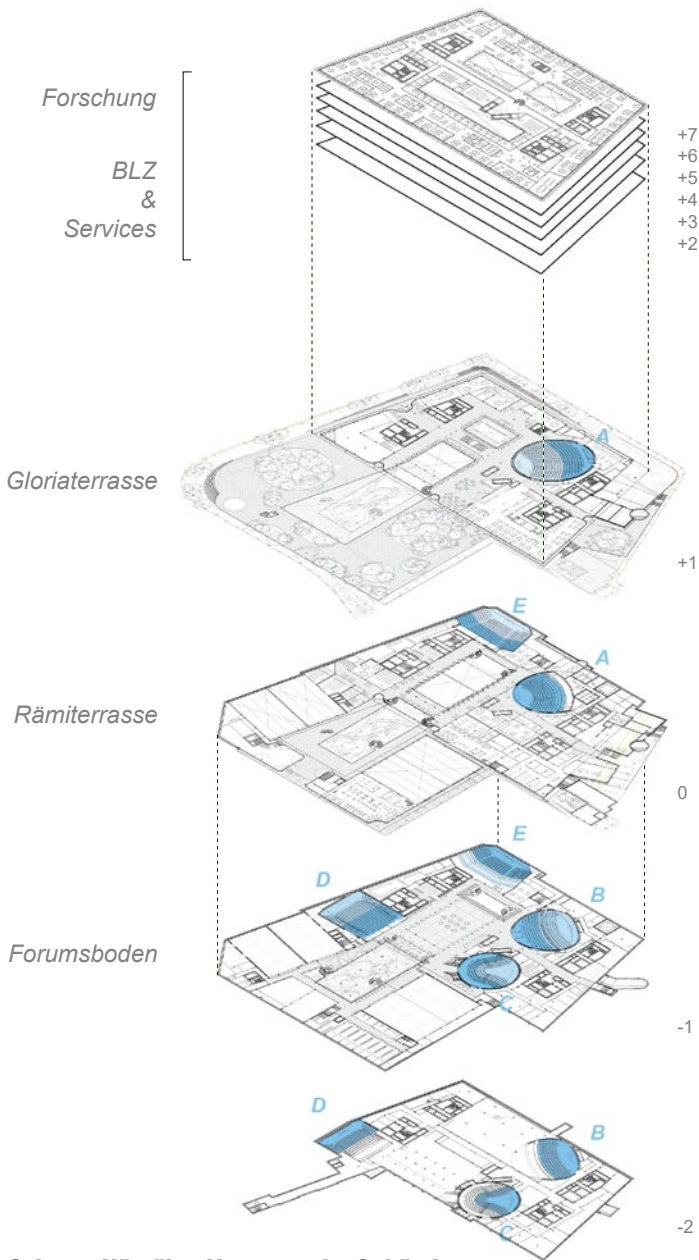 Forschung
BLZ
&
Services
+7
+6
+5
+4
+3
+2
A
Gloriaterrasse
+1
E
A
Rämiterrasse
0
E
D
B
Forumsboden
C
-1
D
B
C
-2